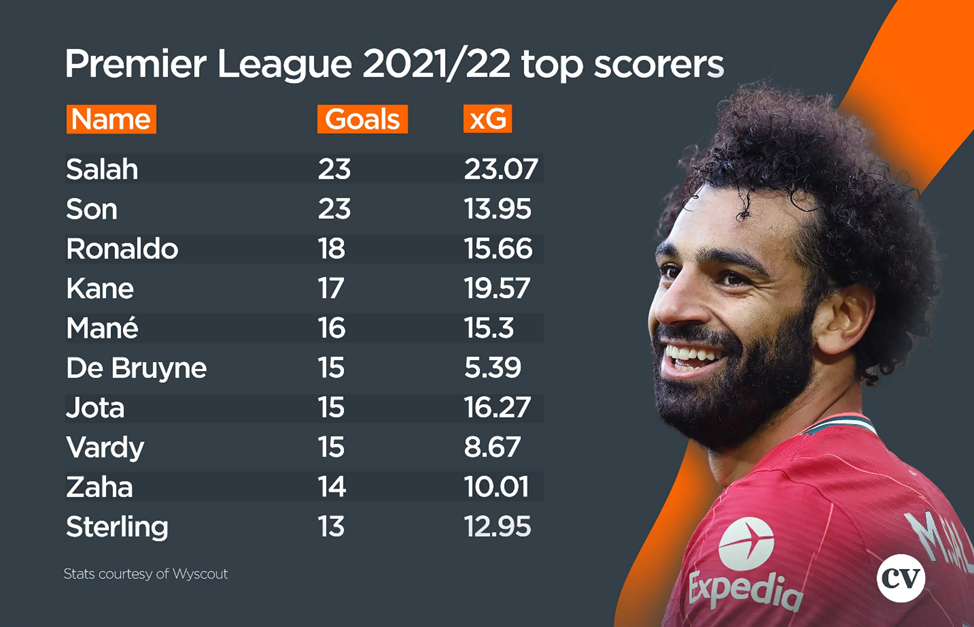 Premier League 2021/22 top scorers
Name Goals xG
Salah 23 23.07
Son 23 13.95
Ronaldo 18 15.66
Kane 17 19.57
Mané 16 15.3
De Bruyne 15 5.39
Jota 15 16.27
Vardy 15 8.67
Zaha 14 10.01
Sterling 13 12.95
Stats courtesy of Wyscout
Expedia
CV